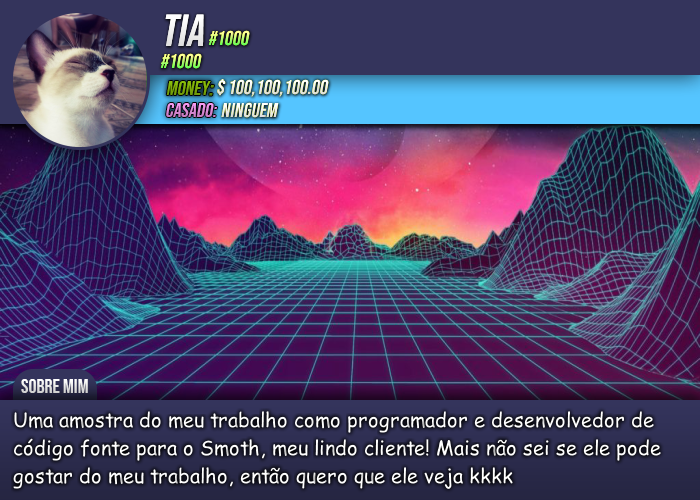 TIA #1000
#1000
MONEY: $ 100,100,100.00
CASADO: NINGUEM
SOBRE MIM
Uma amostra do meu trabalho como programador e desenvolvedor de
código fonte para o Smoth, meu lindo cliente! Mais não sei se ele pode
gostar do meu trabalho, então quero que ele veja kkkk